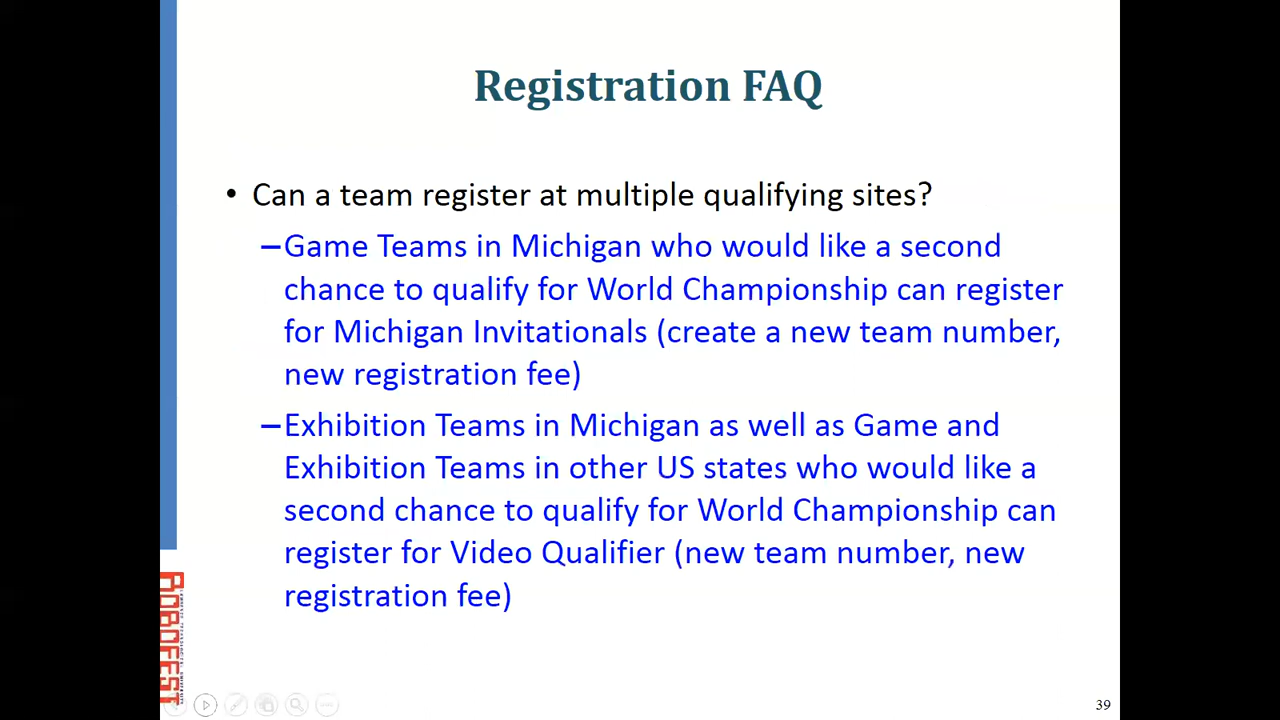 Registration FAQ
• Can a team register at multiple qualifying sites?
–Game Teams in Michigan who would like a second
chance to qualify for World Championship can register
for Michigan Invitationals (create a new team number,
new registration fee)
–Exhibition Teams in Michigan as well as Game and
Exhibition Teams in other US states who would like a
second chance to qualify for World Championship can
register for Video Qualifier (new team number, new
registration fee)
ROBOFEST
39